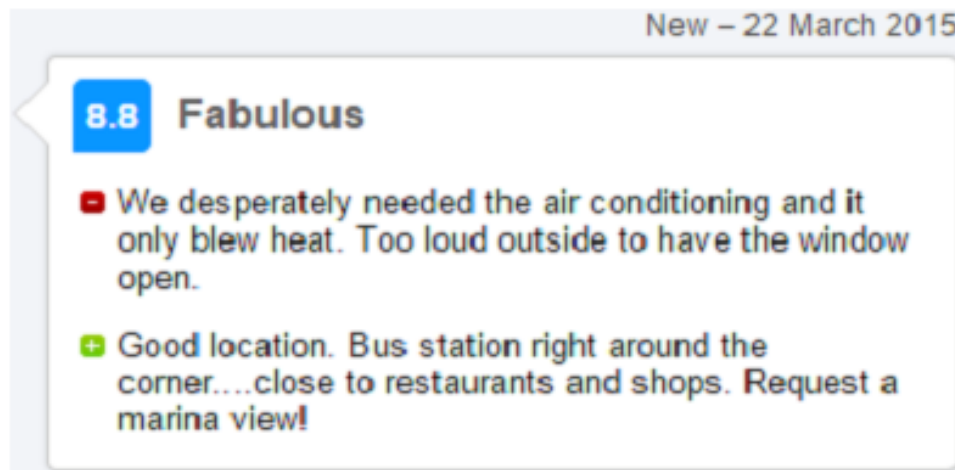 New – 22 March 2015
8.8 Fabulous
We desperately needed the air conditioning and it
only blew heat. Too loud outside to have the window
open.
Good location. Bus station right around the
corner....close to restaurants and shops. Request a
marina view!